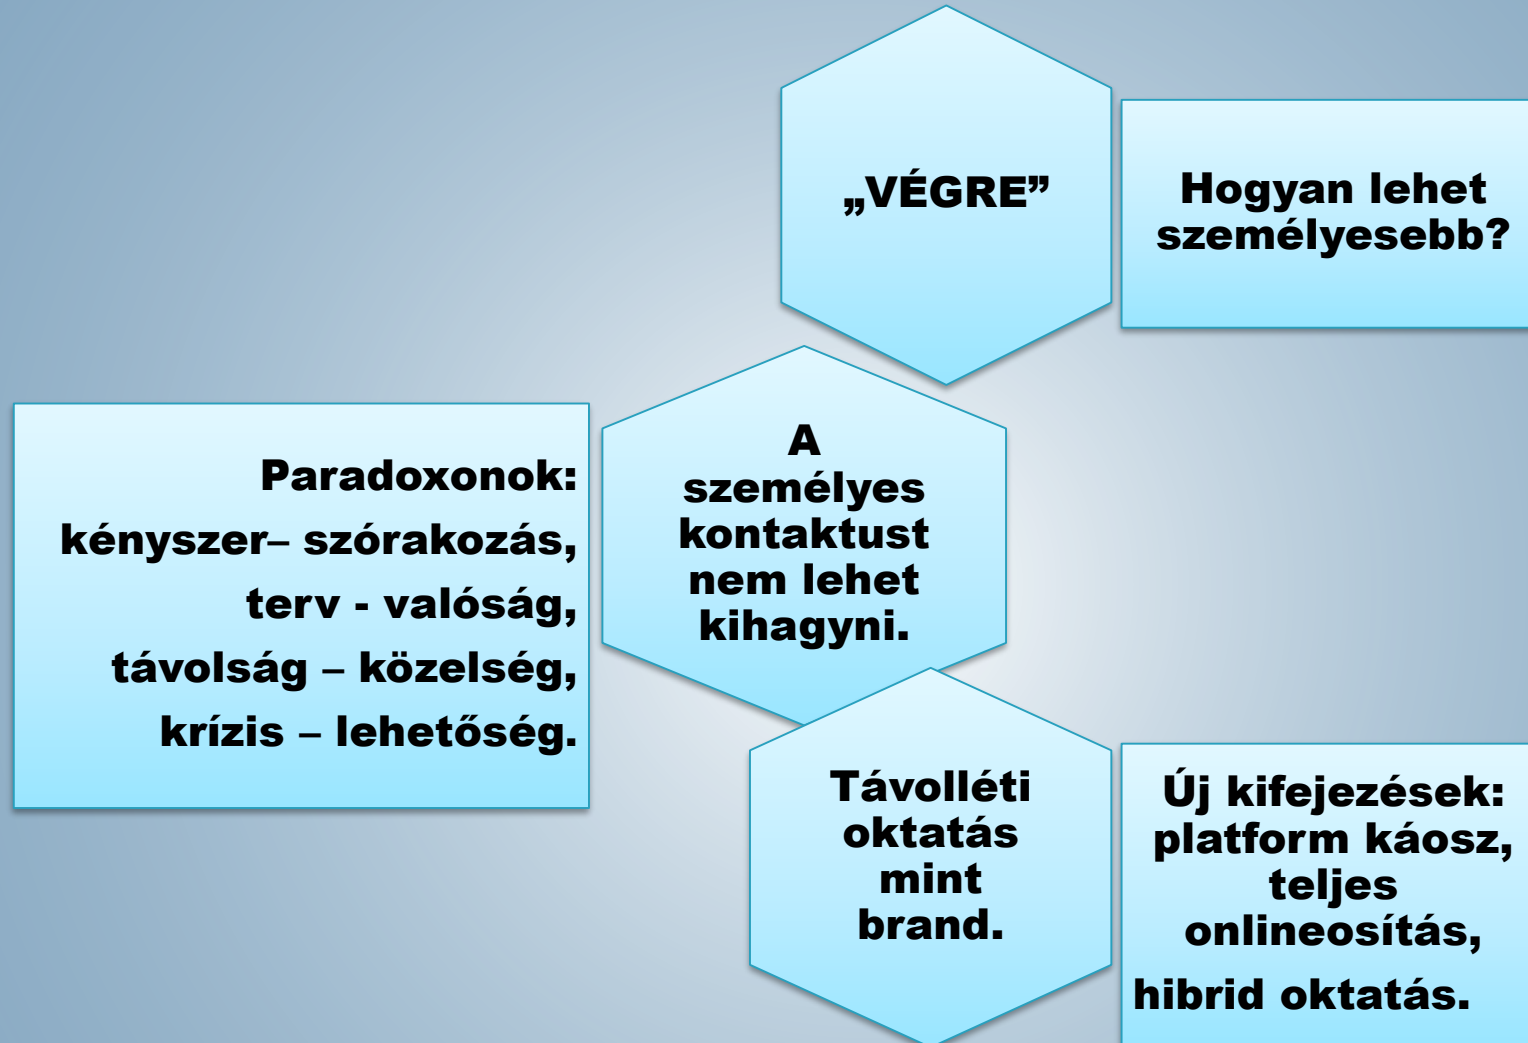 „VÉGRE”
Hogyan lehet
személyesebb?
Paradoxonok:
kényszer– szórakozás,
terv - valóság,
távolság – közelség,
krízis – lehetőség.
A
személyes
kontaktust
nem lehet
kihagyni.
Távolléti
oktatás
mint
brand.
Új kifejezések:
platform káosz,
teljes
onlineosítás,
hibrid oktatás.